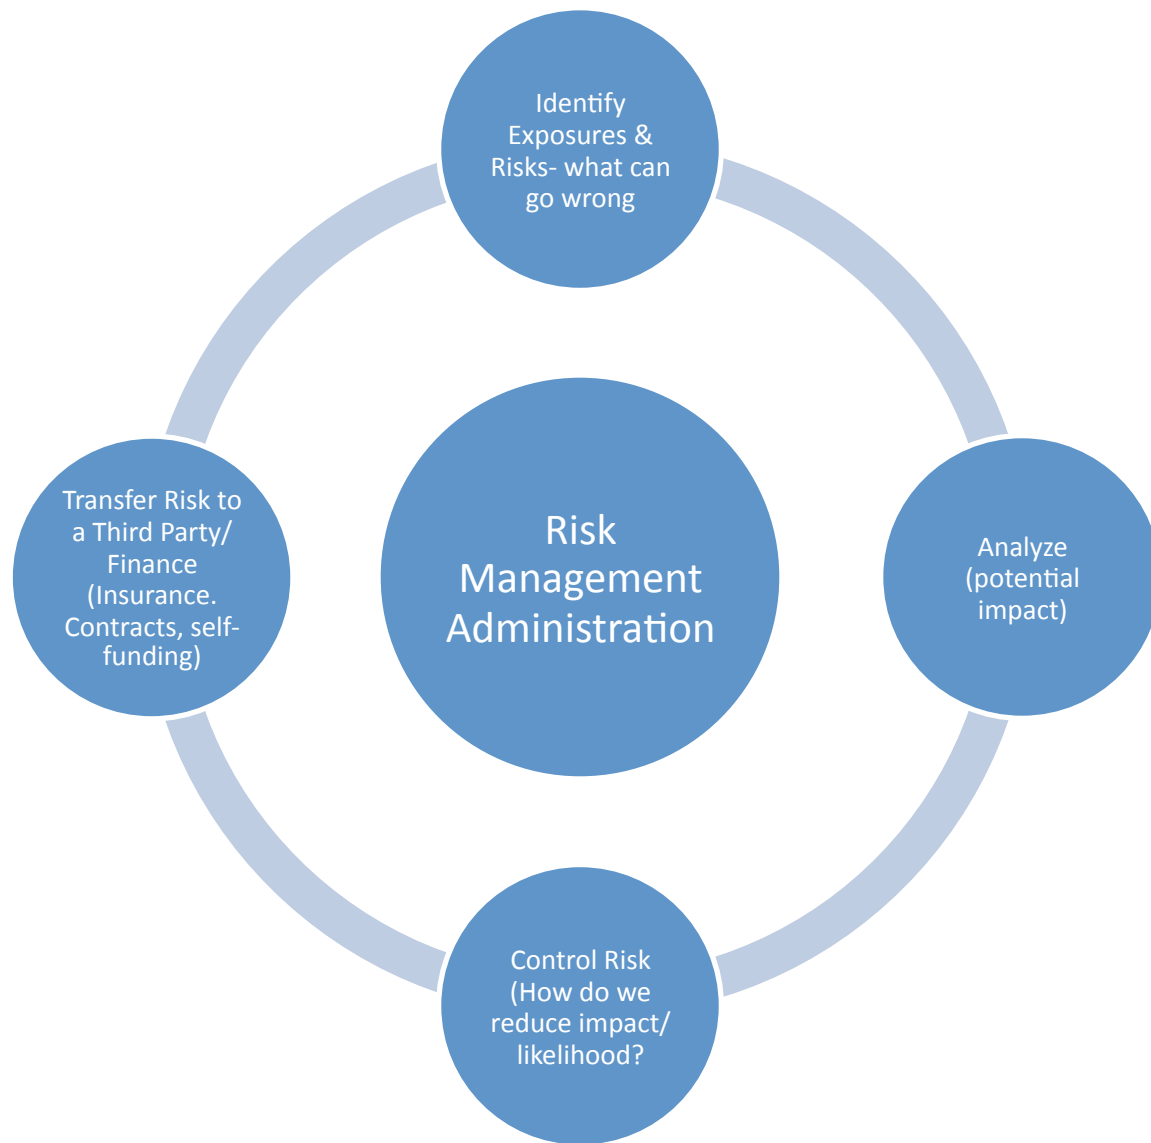 Identify
Exposures &
Risks- what can
go wrong
Transfer Risk to
a Third Party/
Finance
(Insurance.
Contracts, self-
funding)
Risk
Management
Administration
Analyze
(potential
impact)
Control Risk
(How do we
reduce impact/
likelihood?